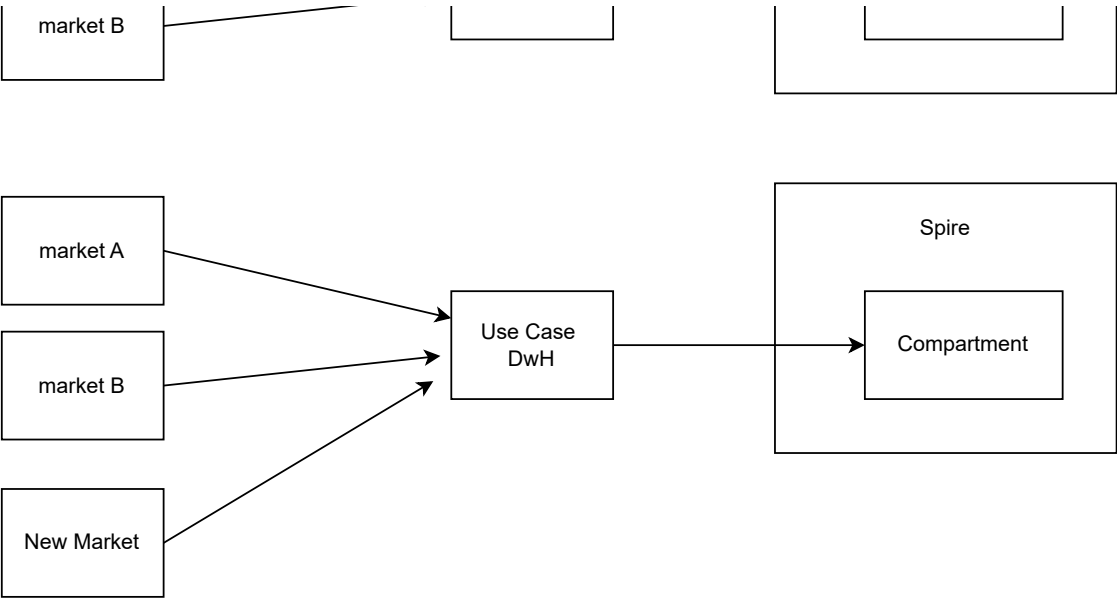 market B
Spire
market A
Use Case
DwH
Compartment
market B
New Market